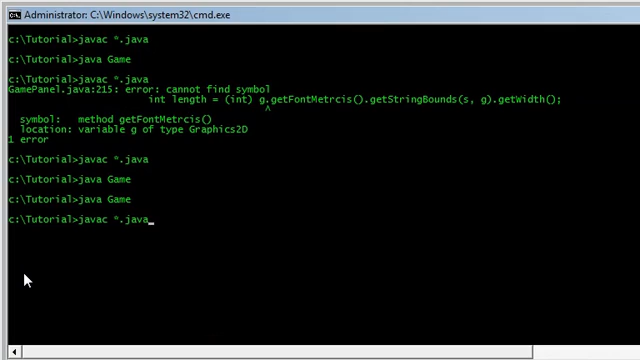 Administrator: C:\Windows\system32\cmd.exe
c:\Tutorial>javac *.java
c:\Tutorial>java Game
c:\Tutorial>javac *.java
GamePanel.java:215: error: cannot find symbol
int length = (int) g.getFontMetrcis().getStringBounds(s, g).getWidth();
^
symbol:   method getFontMetrcis()
location: variable g of type Graphics2D
1 error
c:\Tutorial>javac *.java
c:\Tutorial>java Game
c:\Tutorial>java Game
c:\Tutorial>javac *.java_